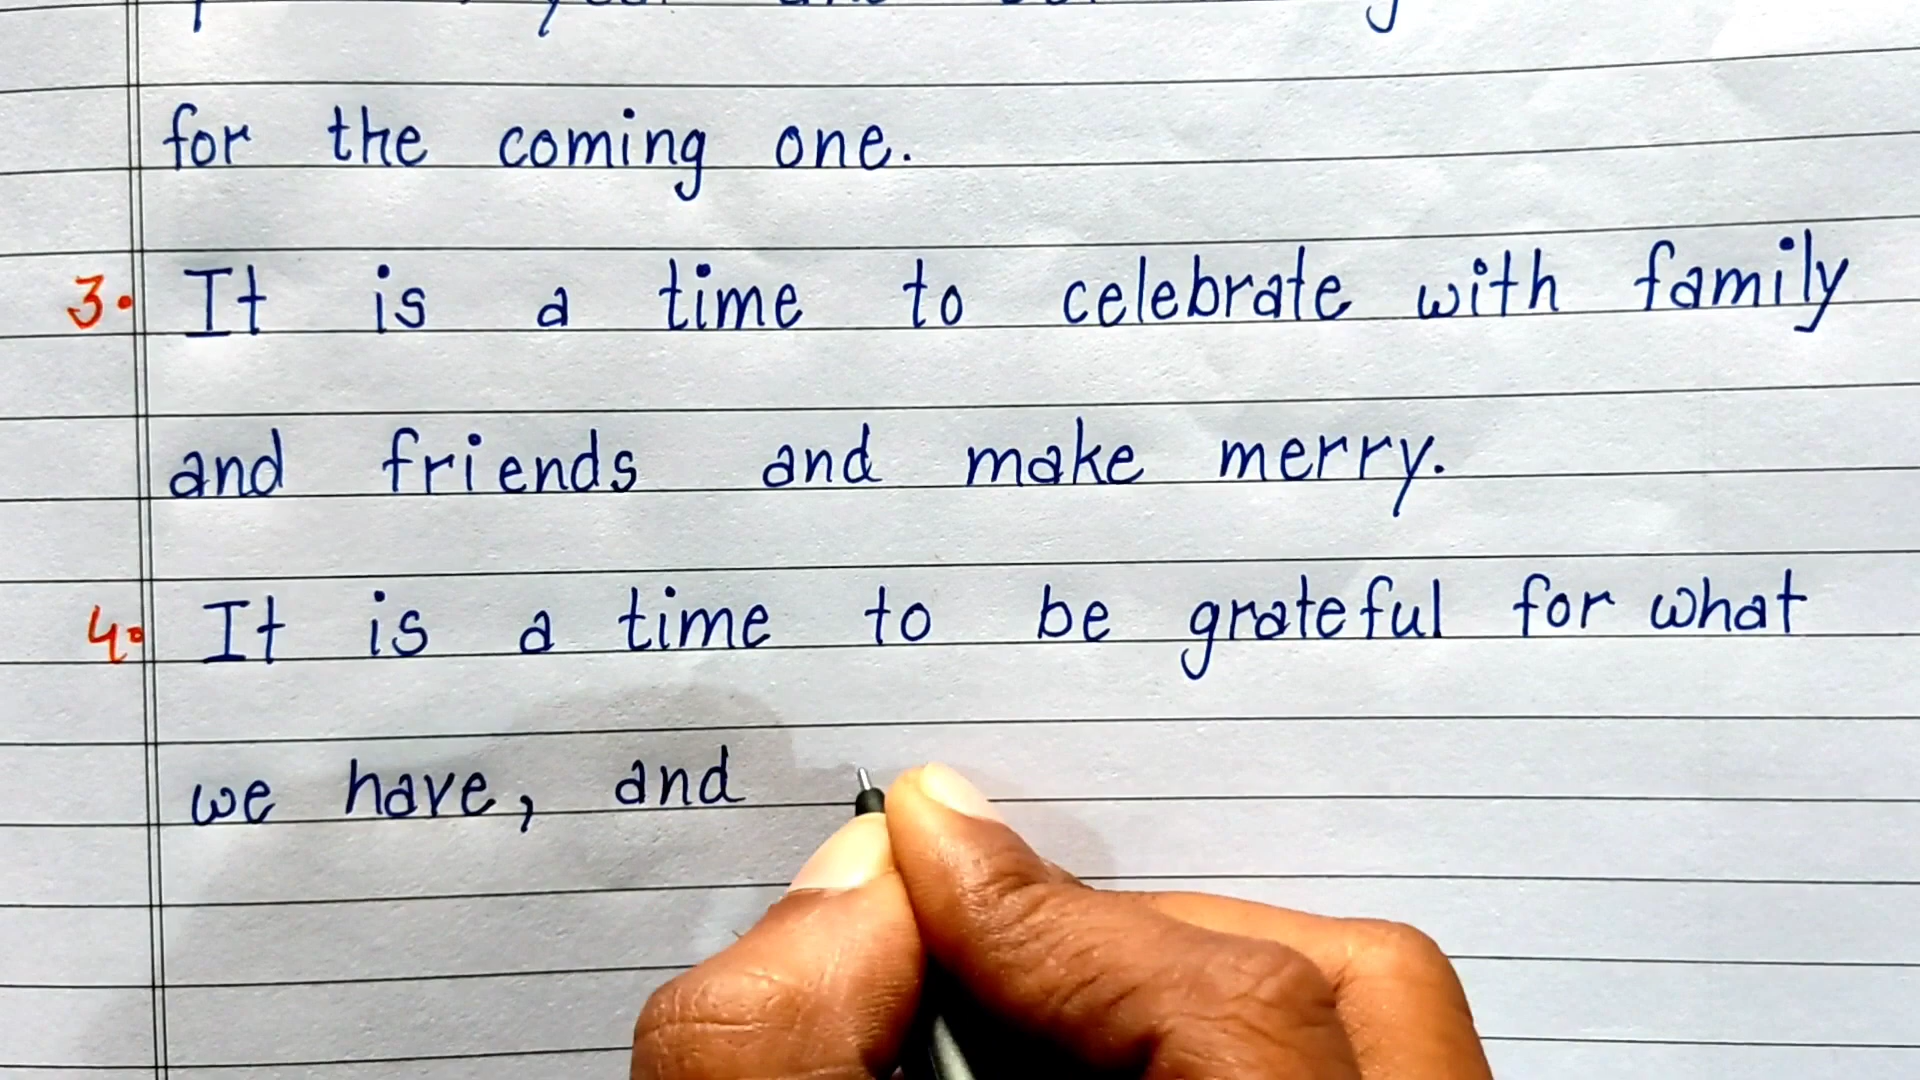 for the coming one.
3. It is a time to celebrate with family
and friends and make merry.
4. It is a time to be grateful for what
we have, and